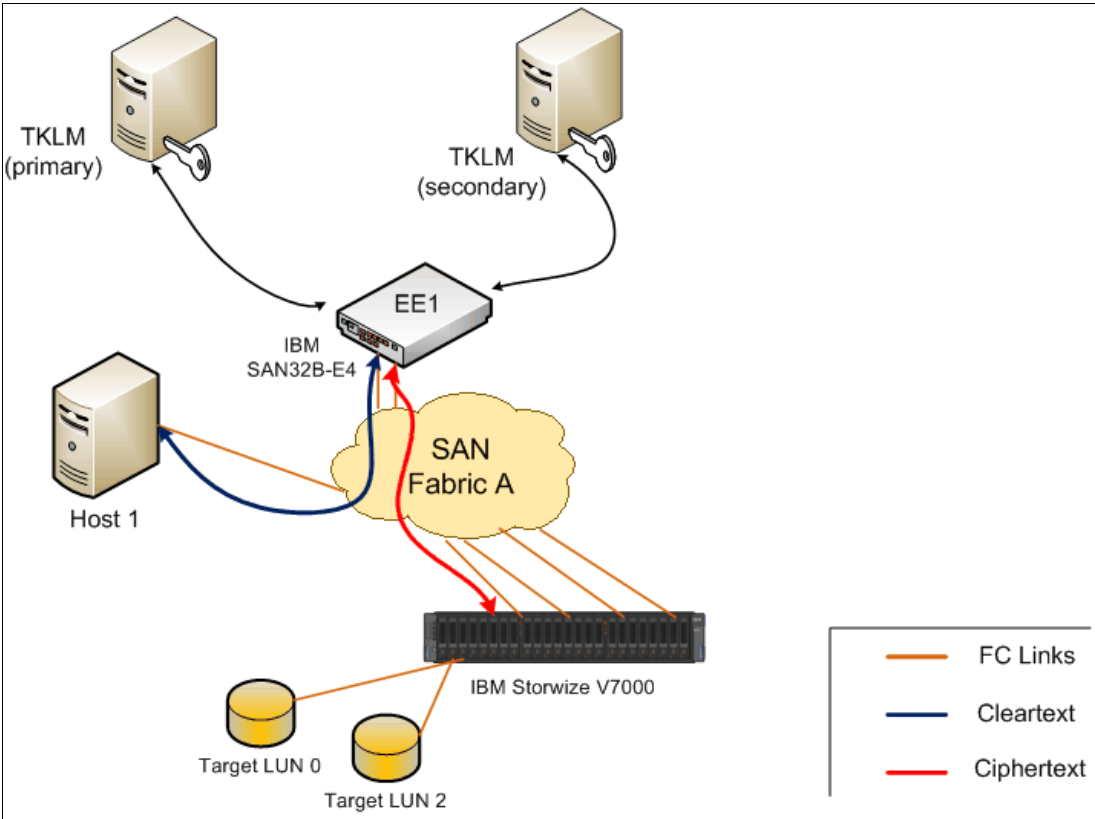 TKLM
(primary)
TKLM
(secondary)
EE1
IBM
SAN32B-E4
SAN
Fabric A
Host 1
IBM Storwize V7000
Target LUN 0
Target LUN 2
FC Links
Cleartext
Ciphertext